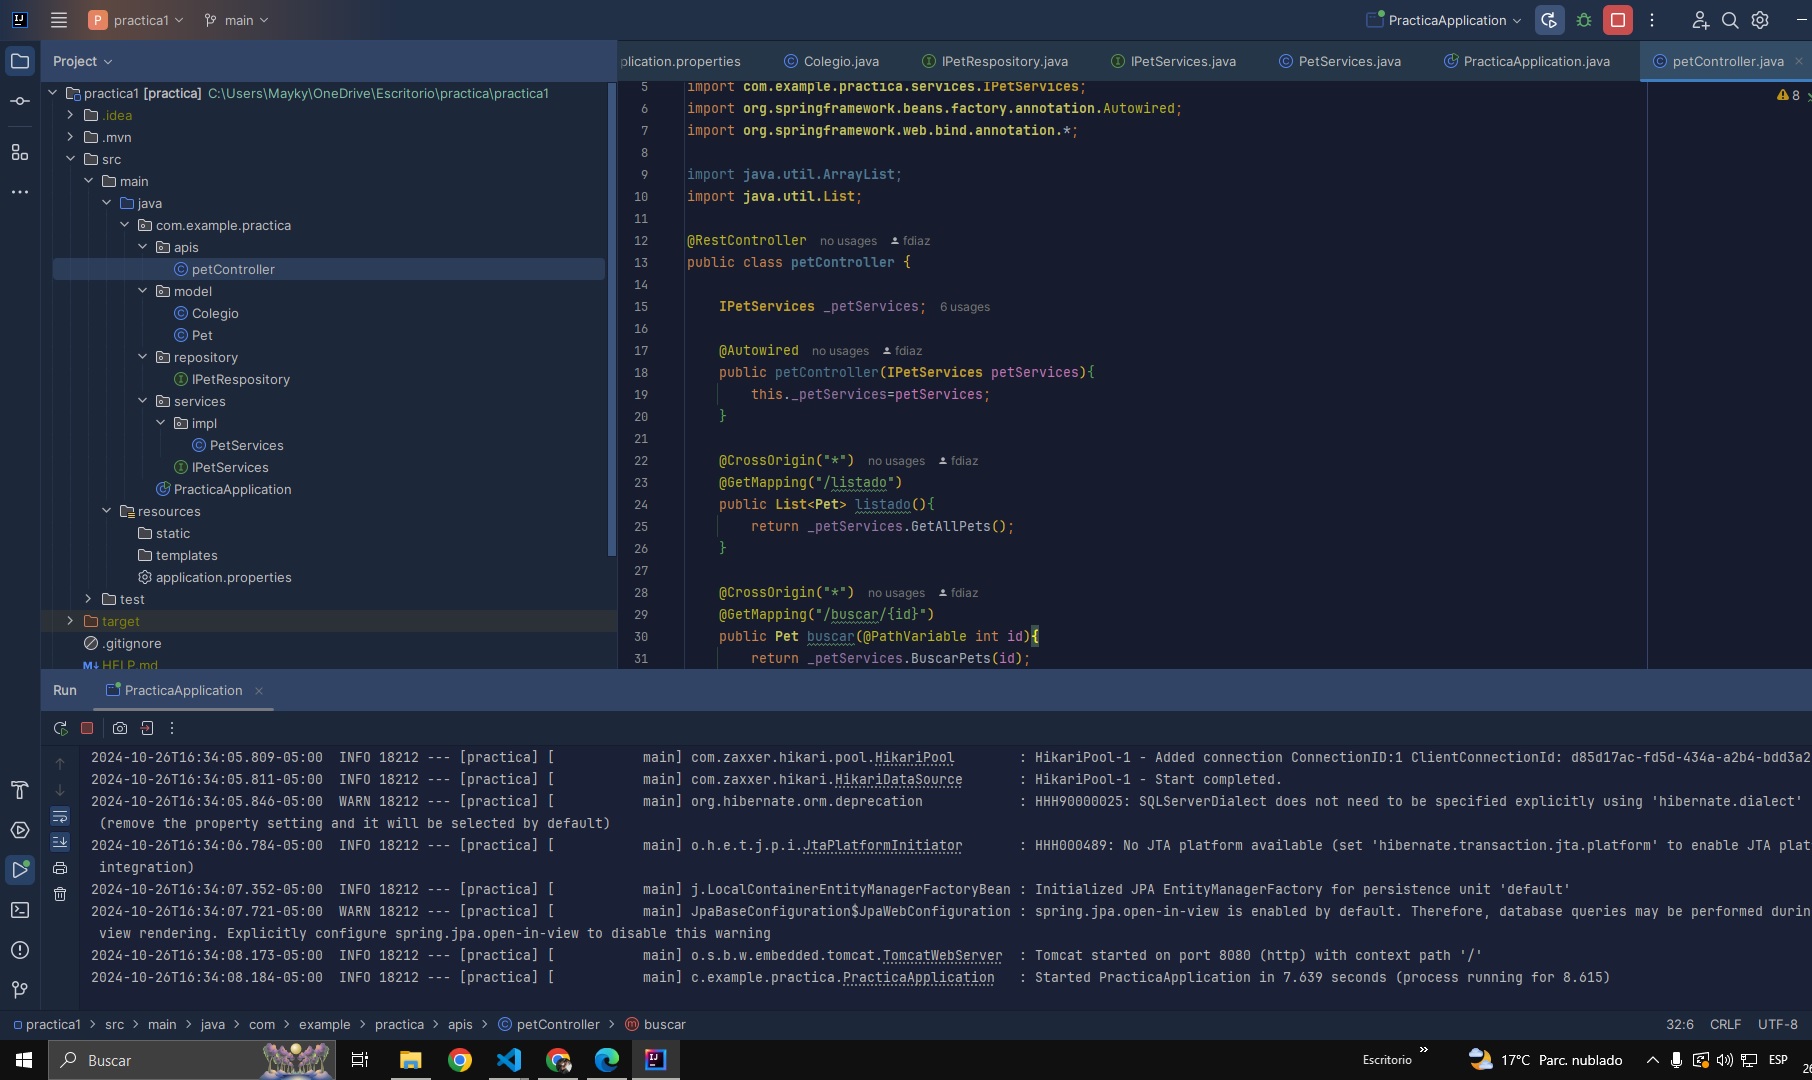 P practica1 main PracticaApplication
Project
plication.properties Colegio.java IPetRespository.java IPetServices.java PetServices.java PracticaApplication.java petController.java
practica1 [practica] C:\Users\Mayky\OneDrive\Escritorio\practica\practica1
.idea
.mvn
src
main
java
com.example.practica
apis
petController
model
Colegio
Pet
repository
IPetRespository
services
impl
PetServices
IPetServices
PracticaApplication
resources
static
templates
application.properties
test
target
.gitignore
M↓ HELP.md
8
5 import com.example.practica.services.IPetServices;
6 import org.springframework.beans.factory.annotation.Autowired;
7 import org.springframework.web.bind.annotation.*;
8
9 import java.util.ArrayList;
10 import java.util.List;
11
12 @RestController no usages fdiaz
13 public class petController {
14
15 IPetServices _petServices; 6 usages
16
17 @Autowired no usages fdiaz
18 public petController(IPetServices petServices){
19 this._petServices=petServices;
20 }
21
22 @CrossOrigin("*") no usages fdiaz
23 @GetMapping("/listado")
24 public List<Pet> listado(){
25 return _petServices.GetAllPets();
26 }
27
28 @CrossOrigin("*") no usages fdiaz
29 @GetMapping("/buscar/{id}")
30 public Pet buscar(@PathVariable int id){
31 return _petServices.BuscarPets(id);
Run PracticaApplication
2024-10-26T16:34:05.809-05:00 INFO 18212 --- [practica] [ main] com.zaxxer.hikari.pool.HikariPool : HikariPool-1 - Added connection ConnectionID:1 ClientConnectionId: d85d17ac-fd5d-434a-a2b4-bdd3a2
2024-10-26T16:34:05.811-05:00 INFO 18212 --- [practica] [ main] com.zaxxer.hikari.HikariDataSource : HikariPool-1 - Start completed.
2024-10-26T16:34:05.846-05:00 WARN 18212 --- [practica] [ main] org.hibernate.orm.deprecation : HHH90000025: SQLServerDialect does not need to be specified explicitly using 'hibernate.dialect'
(remove the property setting and it will be selected by default)
2024-10-26T16:34:06.784-05:00 INFO 18212 --- [practica] [ main] o.h.e.t.j.p.i.JtaPlatformInitiator : HHH000489: No JTA platform available (set 'hibernate.transaction.jta.platform' to enable JTA plat
integration)
2024-10-26T16:34:07.352-05:00 INFO 18212 --- [practica] [ main] j.LocalContainerEntityManagerFactoryBean : Initialized JPA EntityManagerFactory for persistence unit 'default'
2024-10-26T16:34:07.721-05:00 WARN 18212 --- [practica] [ main] JpaBaseConfiguration$JpaWebConfiguration : spring.jpa.open-in-view is enabled by default. Therefore, database queries may be performed durin
view rendering. Explicitly configure spring.jpa.open-in-view to disable this warning
2024-10-26T16:34:08.173-05:00 INFO 18212 --- [practica] [ main] o.s.b.w.embedded.tomcat.TomcatWebServer : Tomcat started on port 8080 (http) with context path '/'
2024-10-26T16:34:08.184-05:00 INFO 18212 --- [practica] [ main] c.example.practica.PracticaApplication : Started PracticaApplication in 7.639 seconds (process running for 8.615)
practica1 > src > main > java > com > example > practica > apis > petController > buscar 32:6 CRLF UTF-8
Buscar Escritorio 17°C Parc. nublado ESP